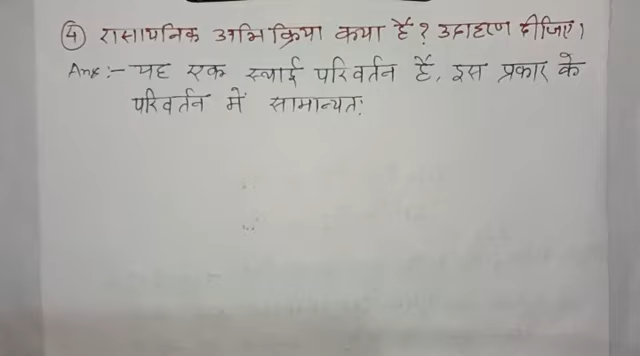 ④ रासायनिक अभिक्रिया क्या है? उदाहरण दीजिए।
Ans:- यह एक स्थाई परिवर्तन है, इस प्रकार के
परिवर्तन में सामान्यत: